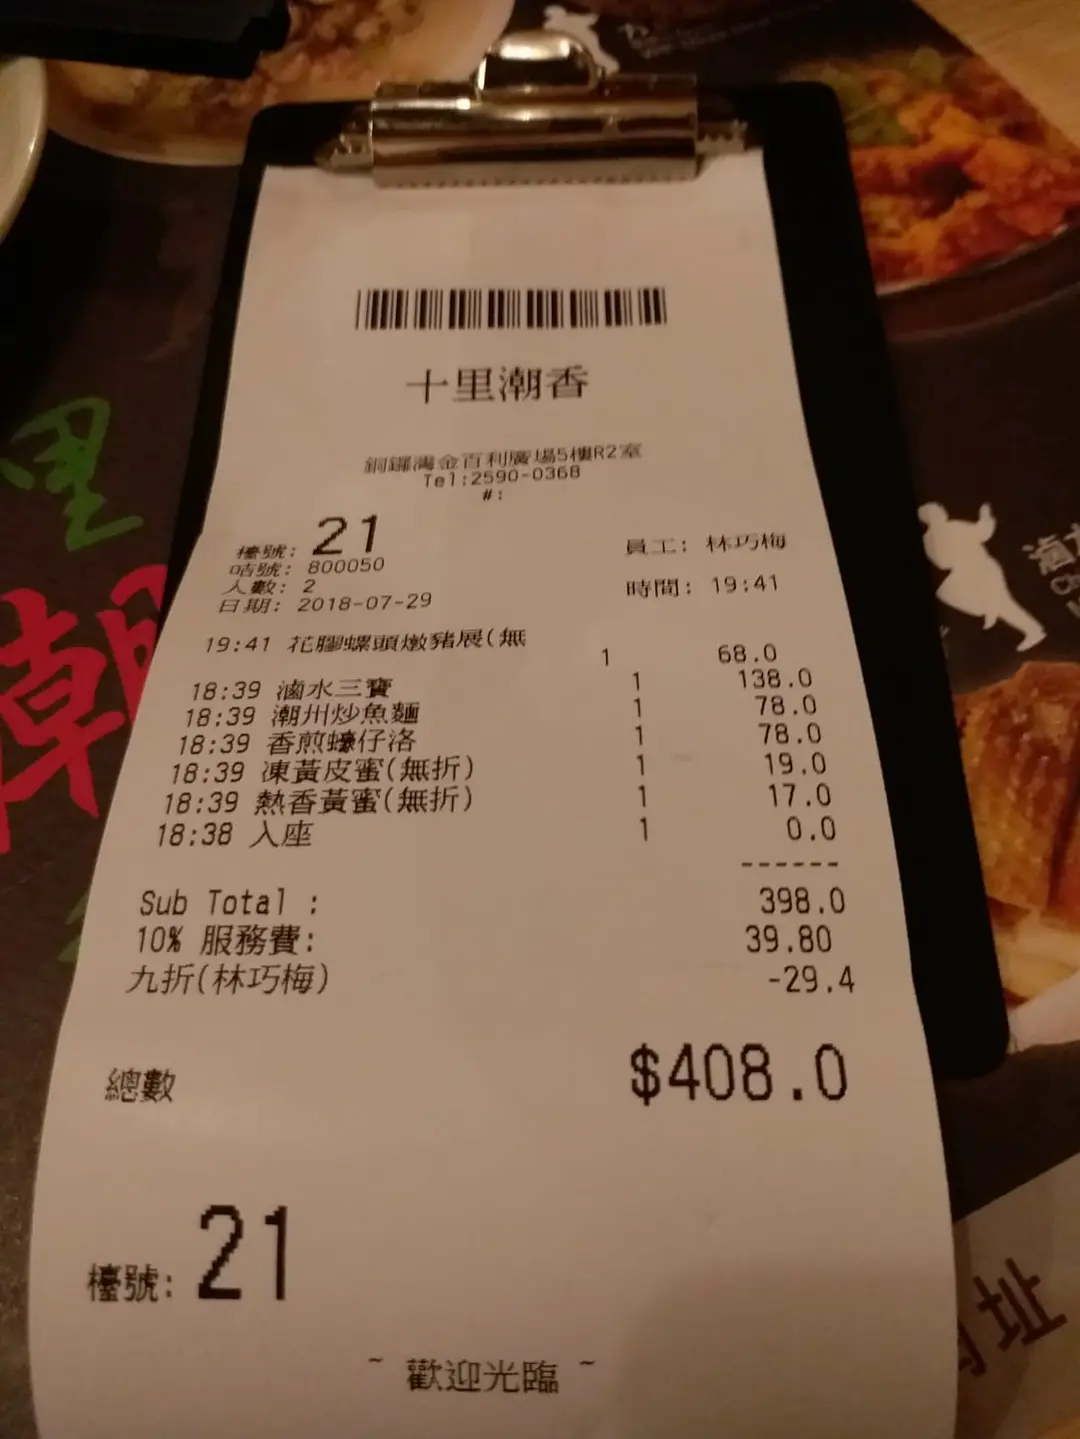 十里潮香
銅鑼灣金百利廣場5樓R2室
Tel:2590-0368
#:
檯號: 21
員工: 林巧梅
咭號: 800050
人數: 2
時間: 19:41
日期: 2018-07-29
19:41 花膠螺頭燉豬展(無 1 68.0
18:39 滷水三寶 1 138.0
18:39 潮州炒魚麵 1 78.0
18:39 香煎蠔仔洛 1 78.0
18:39 凍黃皮蜜(無折) 1 19.0
18:39 熱香黃蜜(無折) 1 17.0
18:38 入座 1 0.0
------
Sub Total : 398.0
10% 服務費: 39.80
九折(林巧梅) -29.4
總數 $408.0
檯號: 21
~ 歡迎光臨 ~
里
潮
滷
址